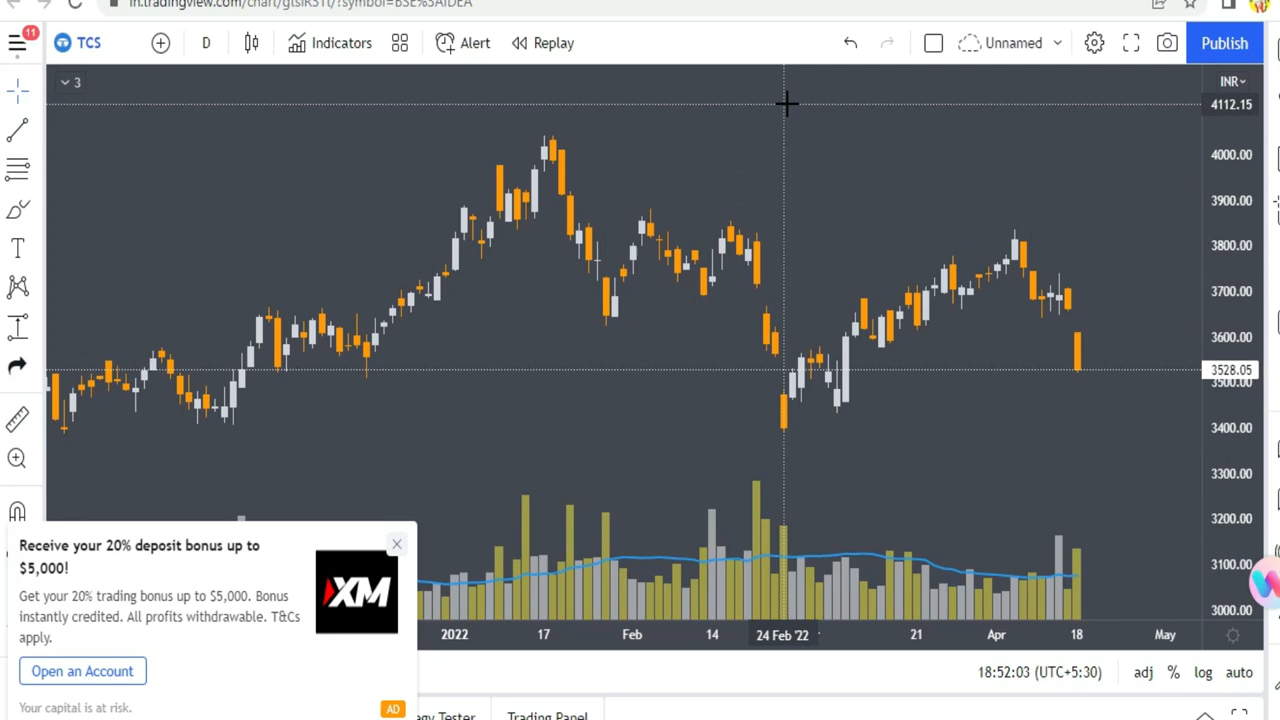 in.tradingview.com/chart/gtsiR3Tt/?symbol=BSE%3AIDEA
11
TCS
D
Indicators
Alert
Replay
Unnamed
Publish
3
INR
4112.15
4000.00
3900.00
3800.00
3700.00
3600.00
3528.05
3500.00
3400.00
3300.00
3200.00
3100.00
3000.00
2022
17
Feb
14
24 Feb '22
21
Apr
18
May
Receive your 20% deposit bonus up to
$5,000!
Get your 20% trading bonus up to $5,000. Bonus
instantly credited. All profits withdrawable. T&Cs
apply.
XM
Open an Account
Your capital is at risk.
AD
18:52:03 (UTC+5:30)
adj
%
log
auto
Tester
Trading Panel